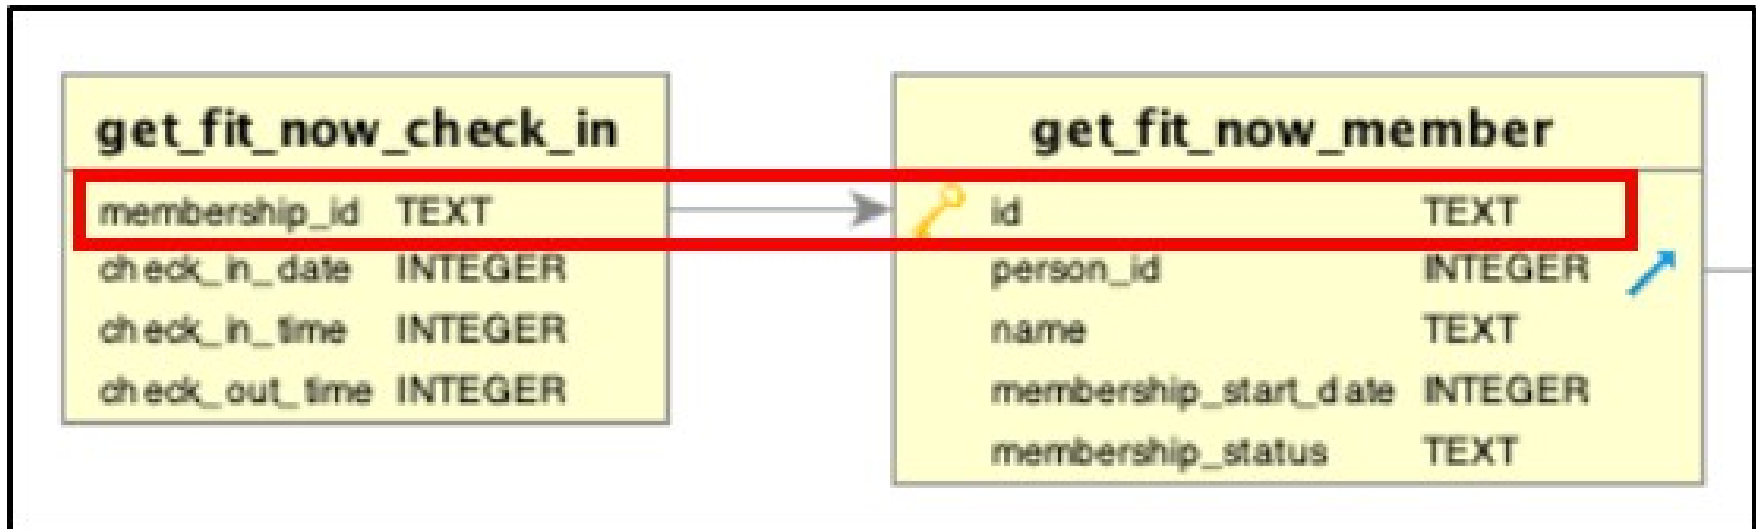 get_fit_now_check_in
membership_id TEXT
check_in_date INTEGER
check_in_time INTEGER
check_out_time INTEGER
get_fit_now_member
id TEXT
person_id INTEGER
name TEXT
membership_start_date INTEGER
membership_status TEXT